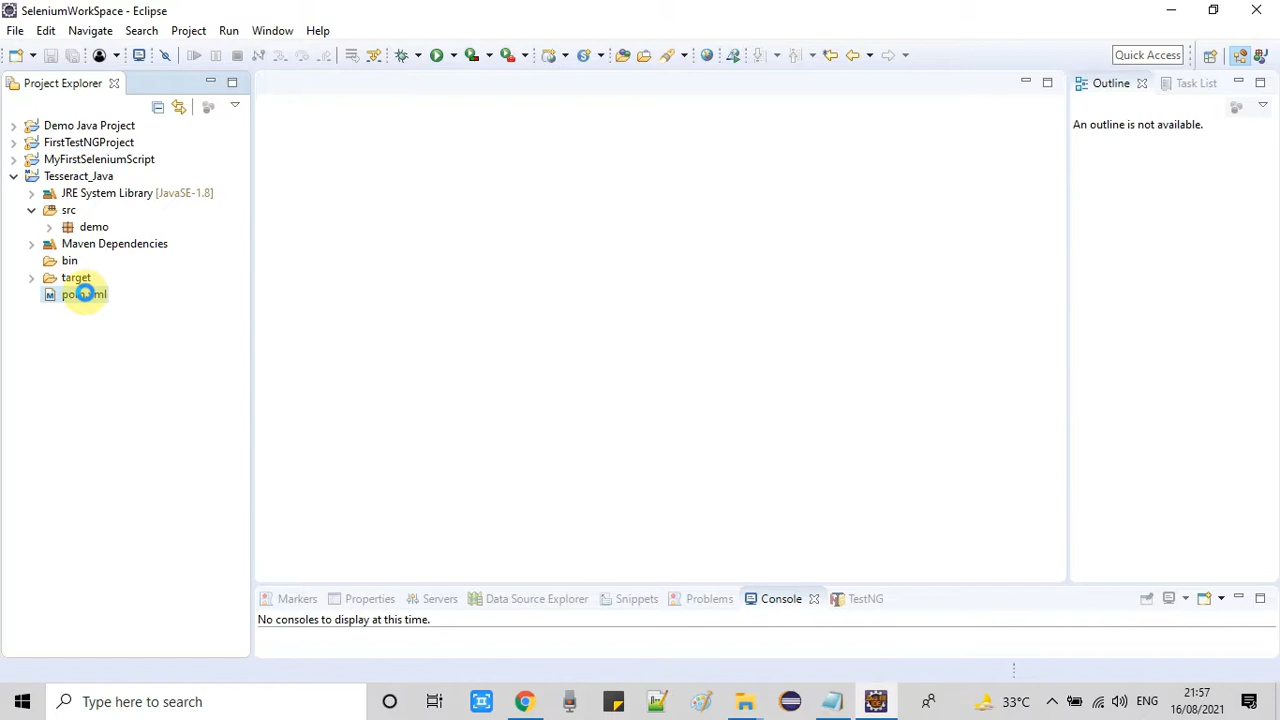 SeleniumWorkSpace - Eclipse
File Edit Navigate Search Project Run Window Help
Quick Access
Project Explorer
Outline
Task List
Demo Java Project
An outline is not available.
FirstTestNGProject
MyFirstSeleniumScript
Tesseract_Java
JRE System Library [JavaSE-1.8]
src
demo
Maven Dependencies
bin
target
pom.xml
Markers Properties Servers Data Source Explorer Snippets Problems Console TestNG
No consoles to display at this time.
Type here to search
33°C
ENG
21:57
16/08/2021